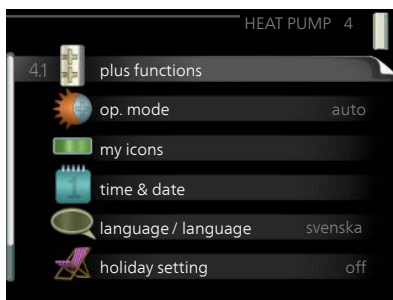 HEAT PUMP 4
4.1 plus functions
op. mode auto
my icons
time & date
language / language svenska
holiday setting off